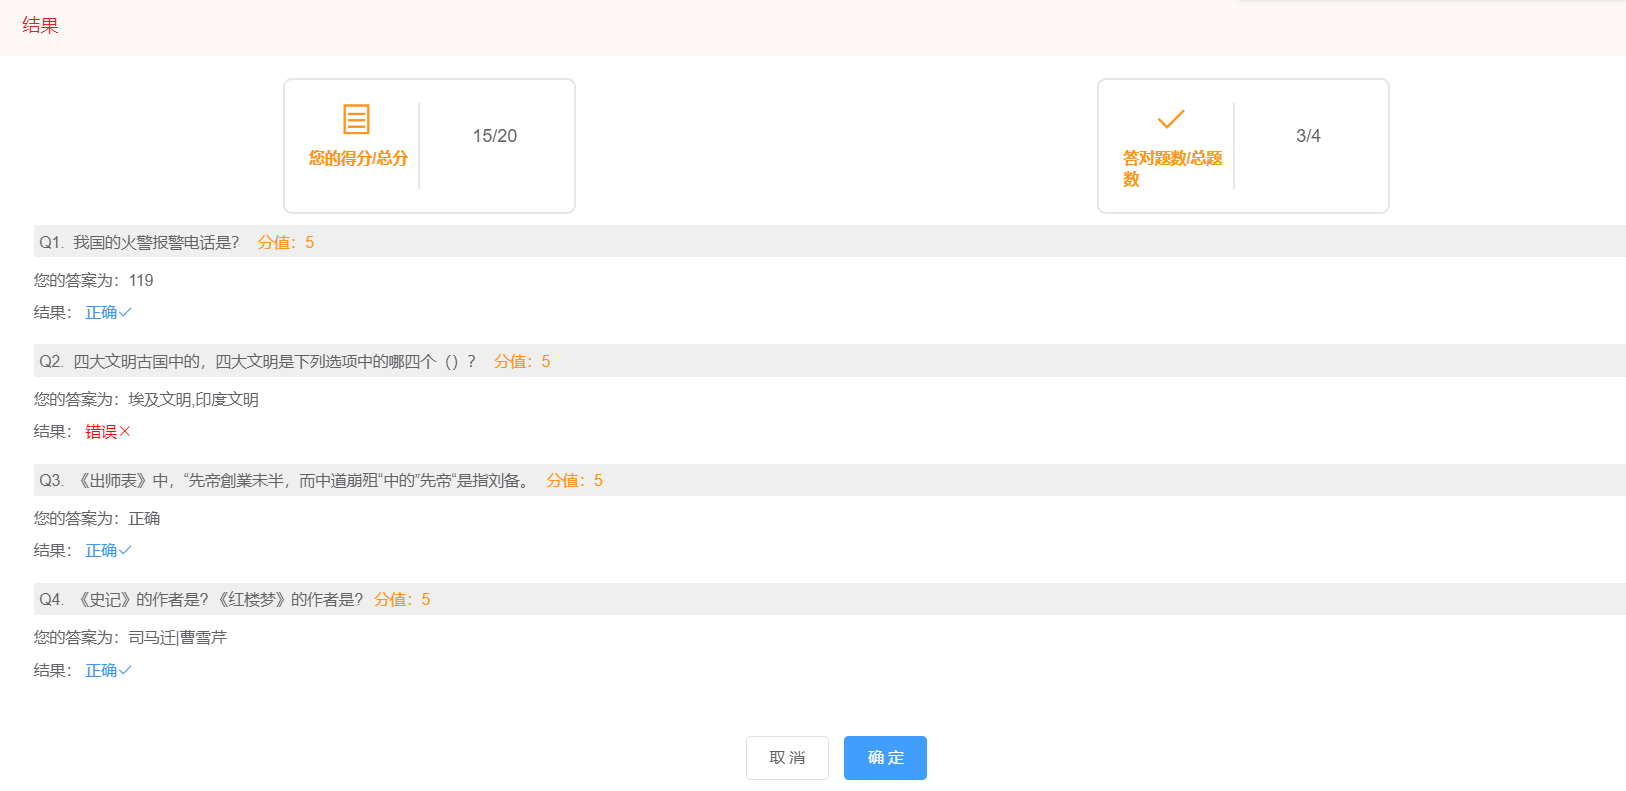 结果
您的得分/总分
15/20
答对题数/总题
数
3/4
Q1. 我国的火警报警电话是? 分值：5
您的答案为：119
结果： 正确
Q2. 四大文明古国中的，四大文明是下列选项中的哪四个（）？ 分值：5
您的答案为：埃及文明,印度文明
结果： 错误
Q3. 《出师表》中，“先帝創業未半，而中道崩殂“中的”先帝“是指刘备。 分值：5
您的答案为：正确
结果： 正确
Q4. 《史记》的作者是?《红楼梦》的作者是? 分值：5
您的答案为：司马迁|曹雪芹
结果： 正确
取 消
确 定